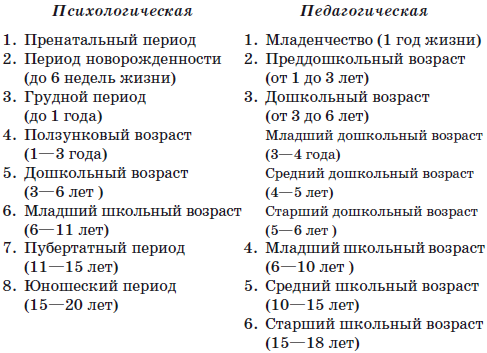 Психологическая
1. Пренатальный период
2. Период новорожденности
(до 6 недель жизни)
3. Грудной период
(до 1 года)
4. Ползунковый возраст
(1—3 года)
5. Дошкольный возраст
(3—6 лет )
6. Младший школьный возраст
(6—11 лет)
7. Пубертатный период
(11—15 лет)
8. Юношеский период
(15—20 лет)
Педагогическая
1. Младенчество (1 год жизни)
2. Преддошкольный возраст
(от 1 до 3 лет)
3. Дошкольный возраст
(от 3 до 6 лет)
Младший дошкольный возраст
(3—4 года)
Средний дошкольный возраст
(4—5 лет)
Старший дошкольный возраст
(5—6 лет )
4. Младший школьный возраст
(6—10 лет )
5. Средний школьный возраст
(10—15 лет)
6. Старший школьный возраст
(15—18 лет)